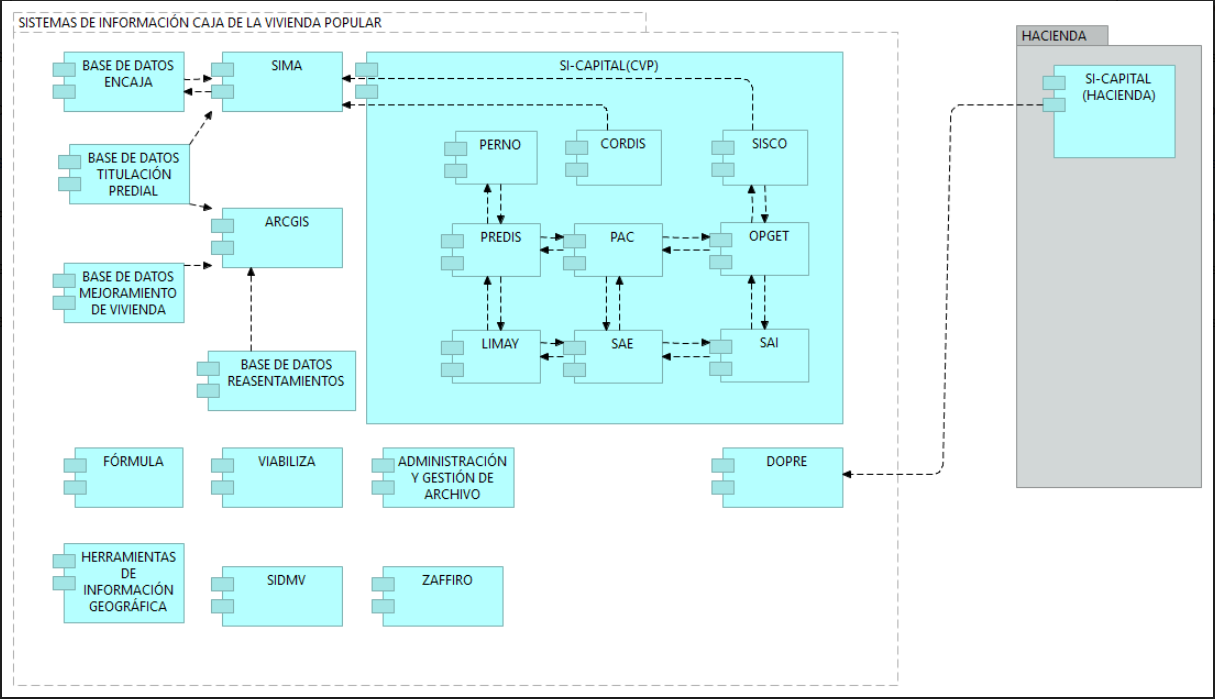 SISTEMAS DE INFORMACIÓN CAJA DE LA VIVIENDA POPULAR
HACIENDA
BASE DE DATOS
ENCAJA
SIMA
SI-CAPITAL(CVP)
SI-CAPITAL
(HACIENDA)
PERNO
CORDIS
SISCO
BASE DE DATOS
TITULACIÓN
PREDIAL
ARCGIS
PREDIS
PAC
OPGET
BASE DE DATOS
MEJORAMIENTO
DE VIVIENDA
LIMAY
SAE
SAI
BASE DE DATOS
REASENTAMIENTOS
FÓRMULA
VIABILIZA
ADMINISTRACIÓN
Y GESTIÓN DE
ARCHIVO
DOPRE
HERRAMIENTAS
DE
INFORMACIÓN
GEOGRÁFICA
SIDMV
ZAFFIRO